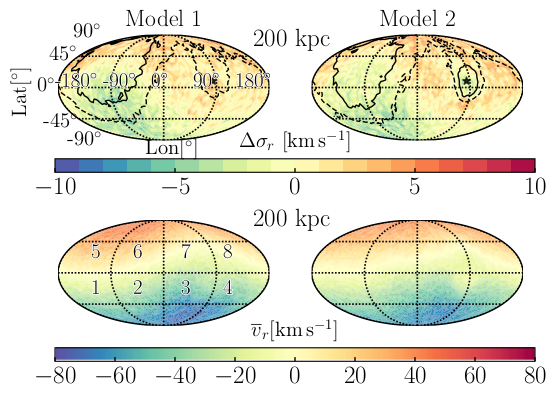 Model 1 Model 2
90° 200 kpc
45°
0° -180° -90° 0° 90° 180°
Lat[°]
-45°
-90°
Lon[°] Δσ_r [km s⁻¹]
−10 −5 0 5 10
200 kpc
5 6 7 8
1 2 3 4
v̅_r[km s⁻¹]
−80 −60 −40 −20 0 20 40 60 80